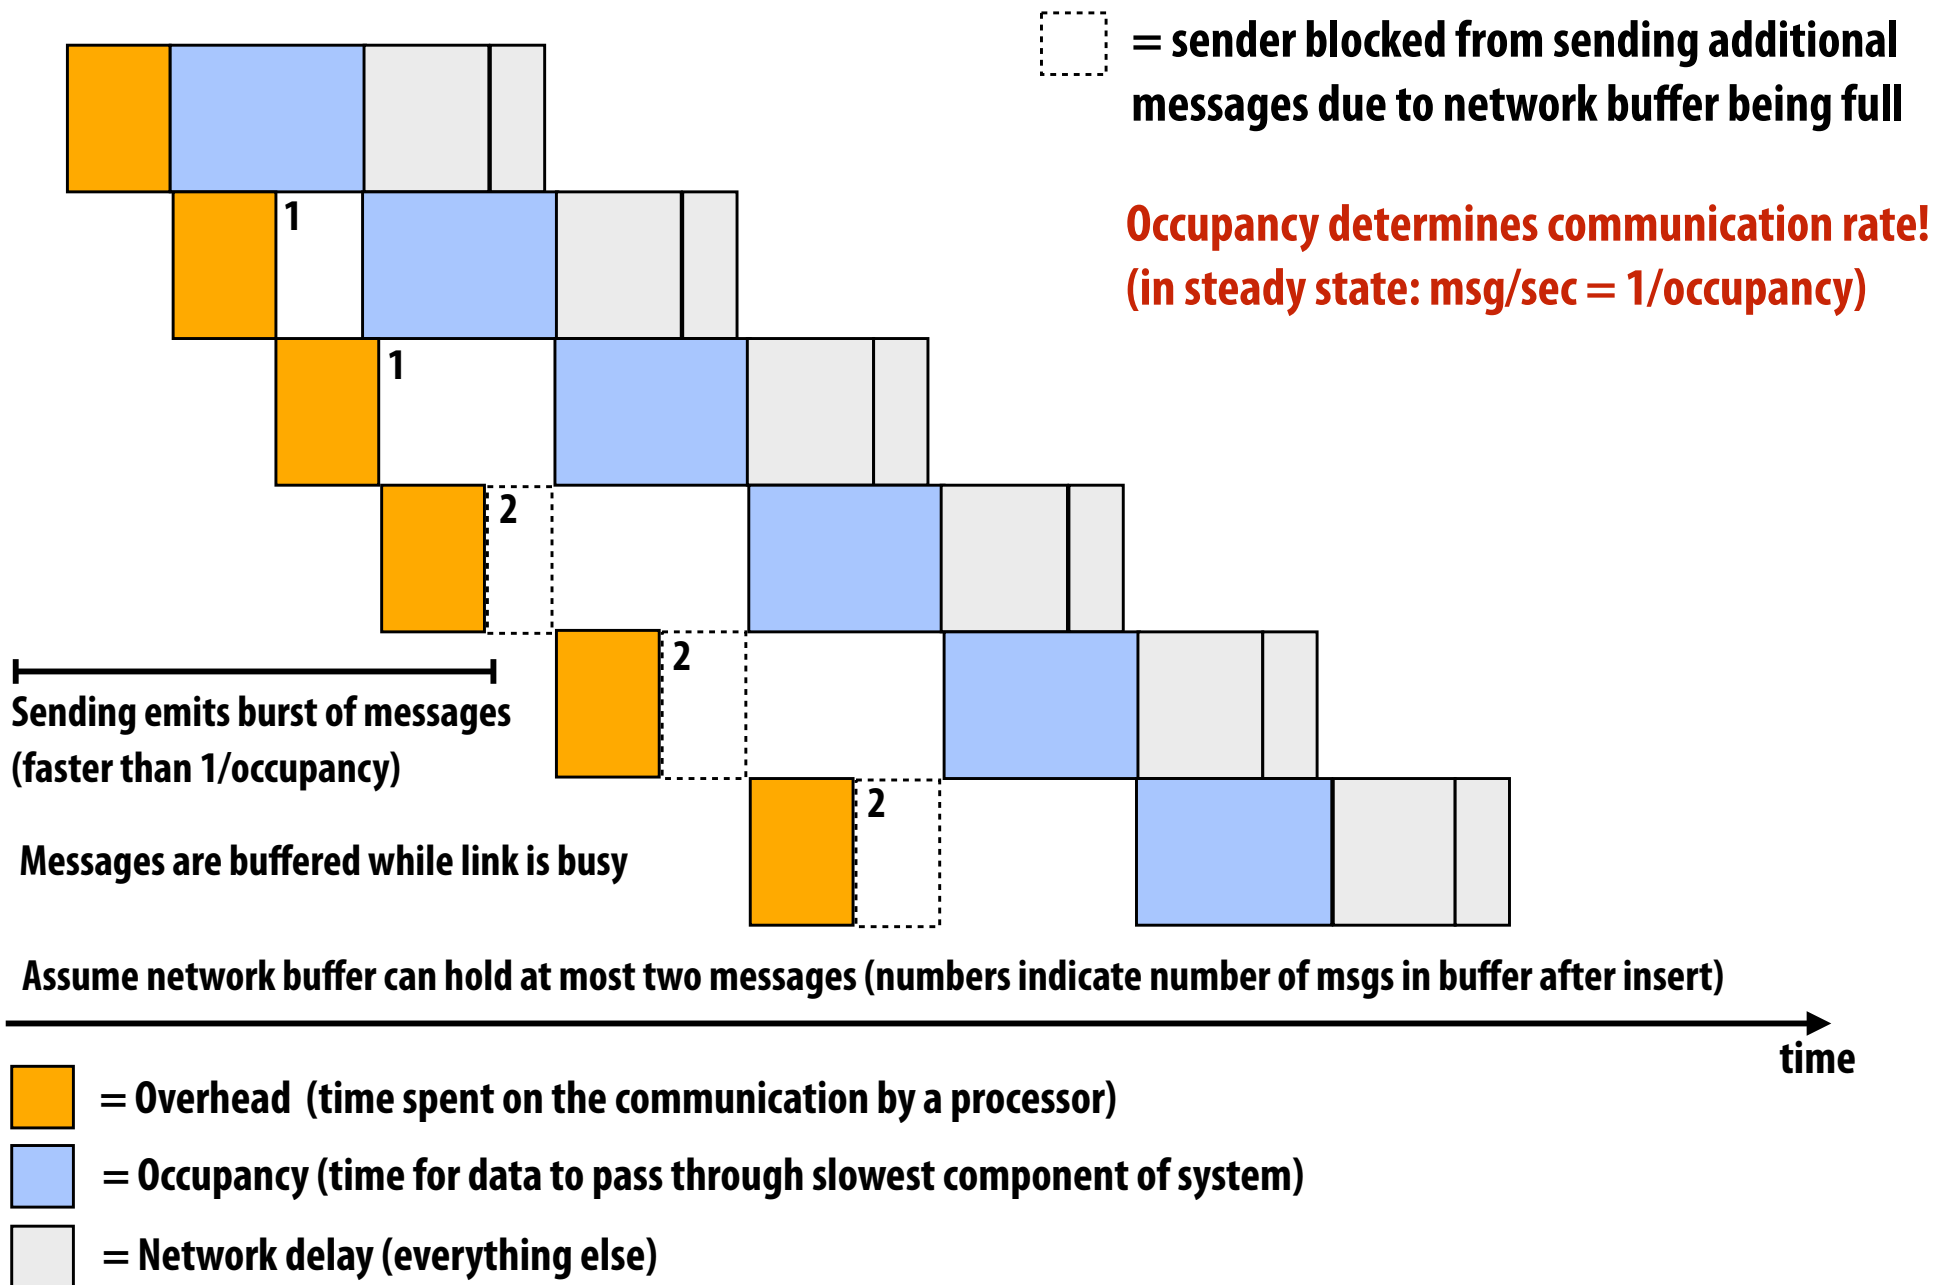 = sender blocked from sending additional
messages due to network buffer being full
Occupancy determines communication rate!
(in steady state: msg/sec = 1/occupancy)
1
1
2
2
2
Sending emits burst of messages
(faster than 1/occupancy)
Messages are buffered while link is busy
Assume network buffer can hold at most two messages (numbers indicate number of msgs in buffer after insert)
time
= Overhead (time spent on the communication by a processor)
= Occupancy (time for data to pass through slowest component of system)
= Network delay (everything else)